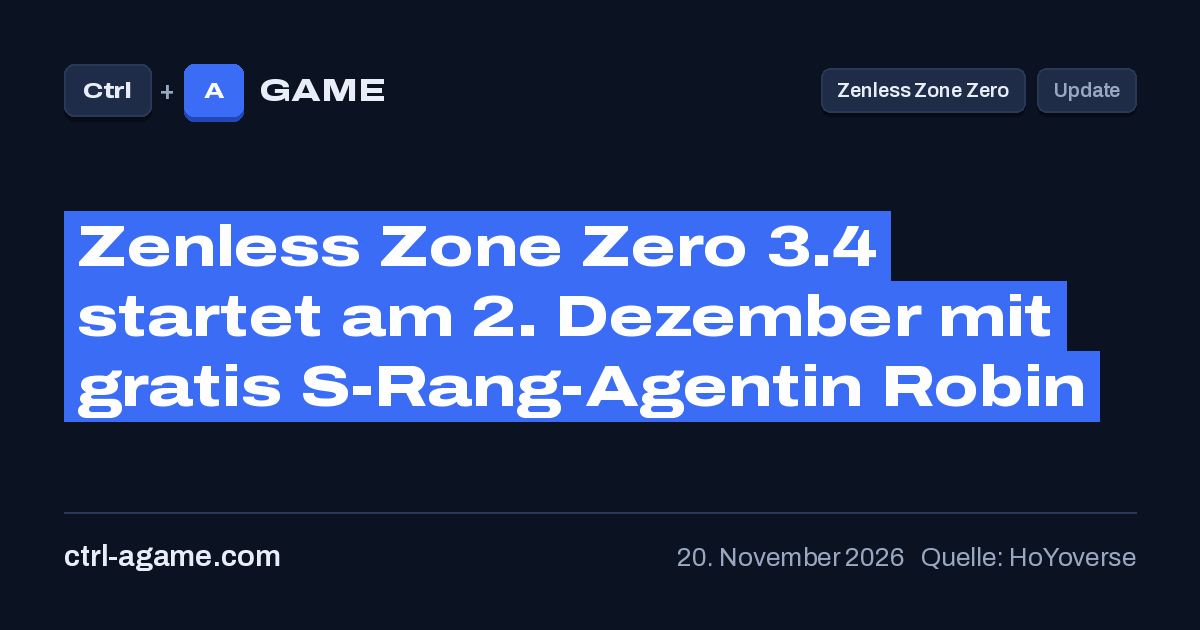 Ctrl + A GAME
Zenless Zone Zero Update
Zenless Zone Zero 3.4
startet am 2. Dezember mit
gratis S-Rang-Agentin Robin
ctrl-agame.com
20. November 2026 Quelle: HoYoverse